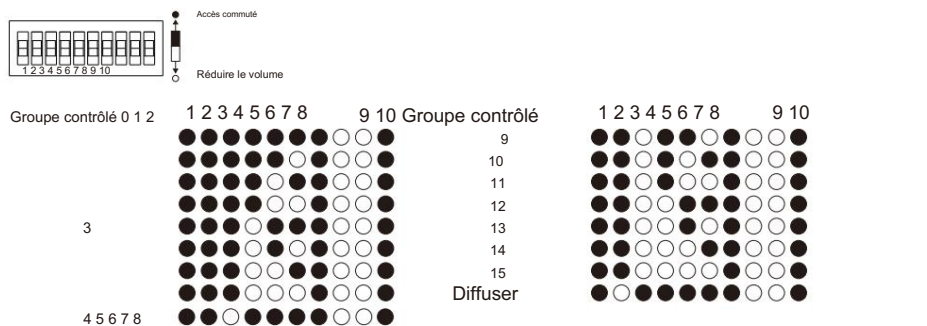 Accès commuté
1 2 3 4 5 6 7 8 9 10
Réduire le volume
Groupe contrôlé 0 1 2 1 2 3 4 5 6 7 8 9 10 Groupe contrôlé 1 2 3 4 5 6 7 8 9 10
9
10
11
12
3 13
14
15
Diffuser
4 5 6 7 8